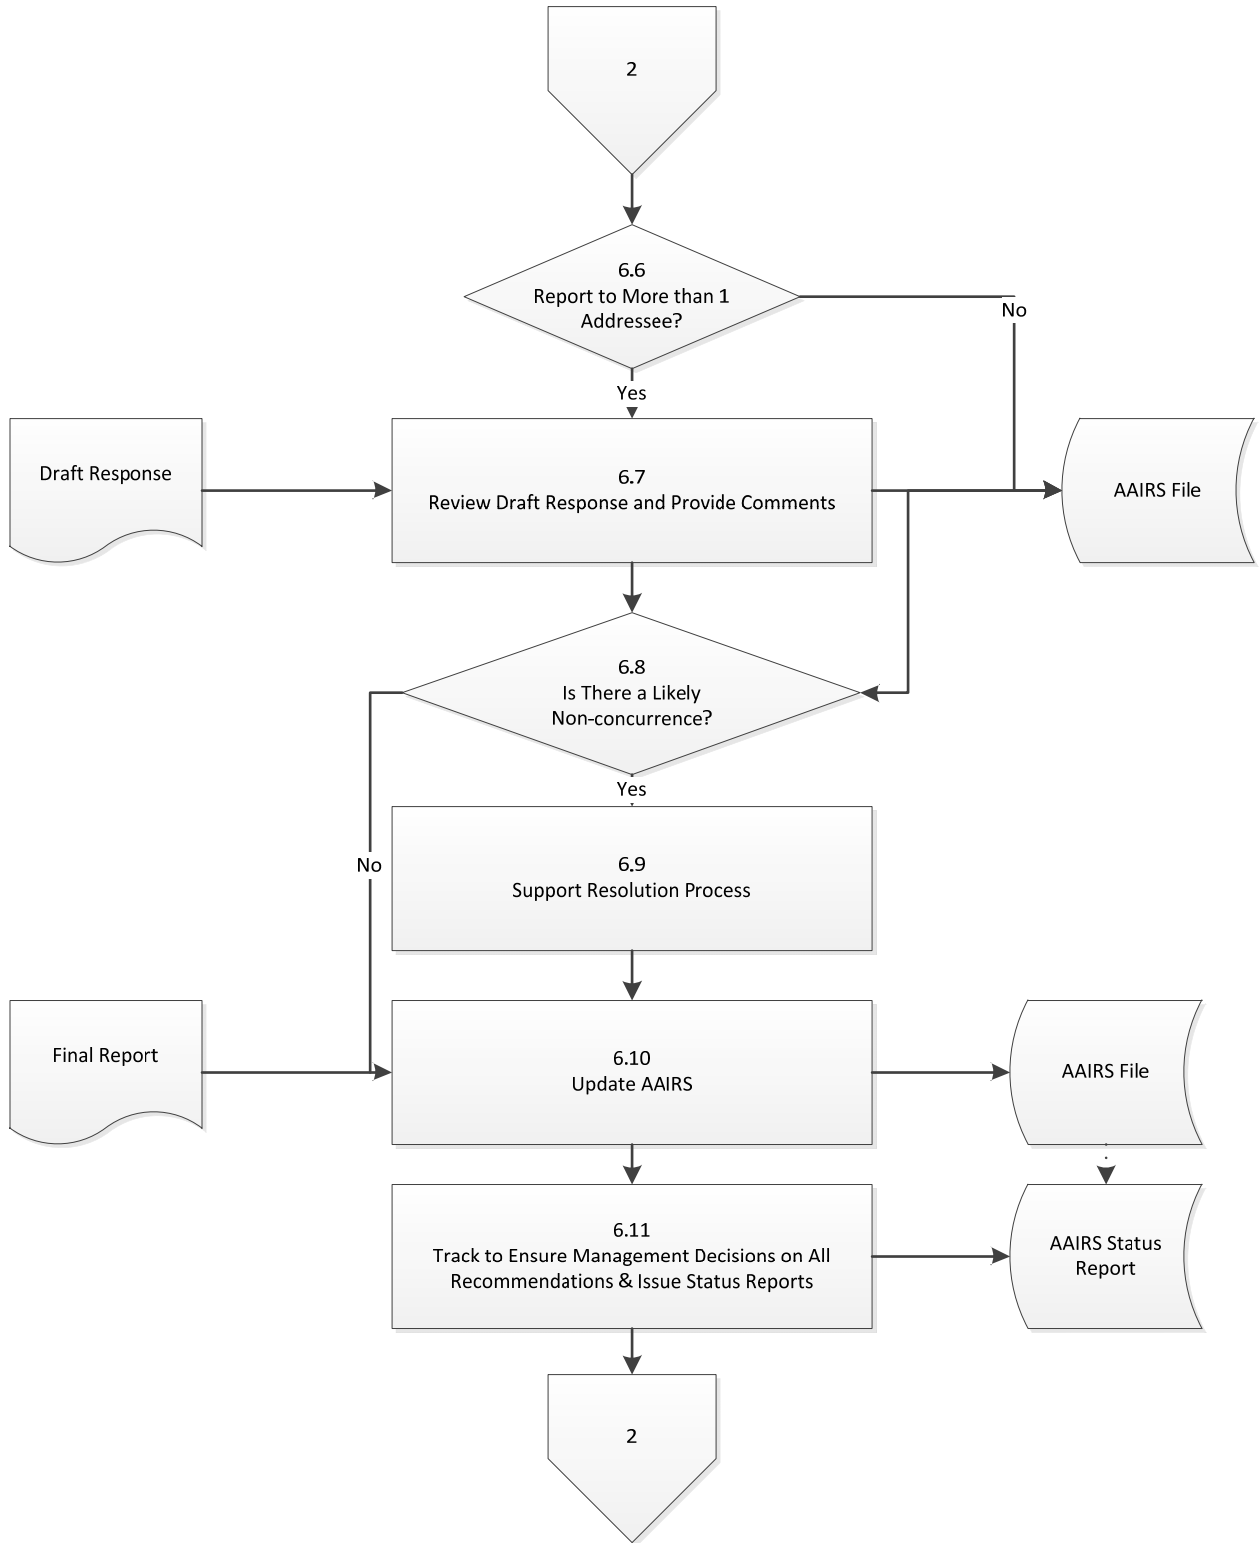 2
6.6
Report to More than 1
Addressee?
No
Yes
Draft Response
6.7
Review Draft Response and Provide Comments
AAIRS File
6.8
Is There a Likely
Non-concurrence?
Yes
No
6.9
Support Resolution Process
Final Report
6.10
Update AAIRS
AAIRS File
6.11
Track to Ensure Management Decisions on All
Recommendations & Issue Status Reports
AAIRS Status
Report
2